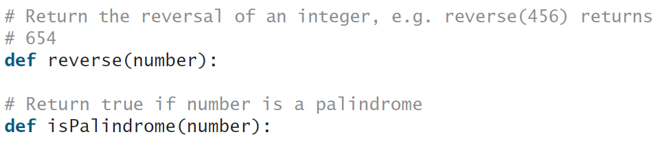 # Return the reversal of an integer, e.g. reverse(456) returns
# 654
def reverse(number):
# Return true if number is a palindrome
def isPalindrome(number):